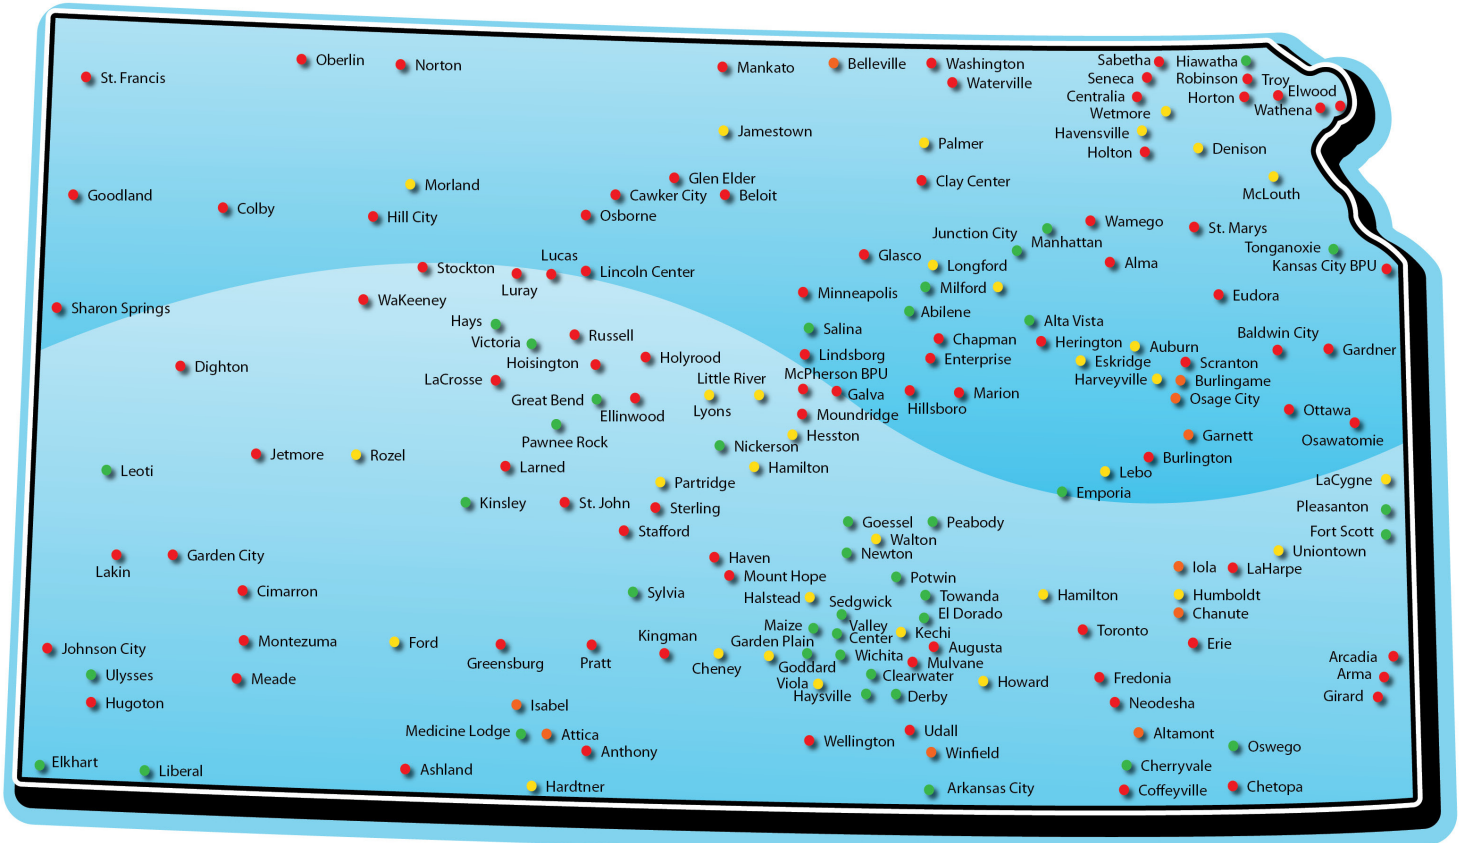 Oberlin
Norton
St. Francis
Mankato
Belleville
Washington
Waterville
Sabetha
Hiawatha
Seneca
Robinson
Troy
Centralia
Horton
Elwood
Wetmore
Wathena
Jamestown
Palmer
Havensville
Holton
Denison
Goodland
Colby
Morland
Hill City
Glen Elder
Cawker City
Beloit
Osborne
Clay Center
McLouth
Wamego
St. Marys
Junction City
Manhattan
Tonganoxie
Kansas City BPU
Stockton
Lucas
Luray
Lincoln Center
Glasco
Longford
Alma
Sharon Springs
WaKeeney
Minneapolis
Milford
Eudora
Hays
Victoria
Russell
Salina
Abilene
Alta Vista
Baldwin City
Gardner
Dighton
Hoisington
Holyrood
Lindsborg
Chapman
Enterprise
Herington
Auburn
Eskridge
Scranton
LaCrosse
Little River
McPherson BPU
Harveyville
Burlingame
Great Bend
Ellinwood
Lyons
Galva
Hillsboro
Marion
Osage City
Ottawa
Pawnee Rock
Moundridge
Hesston
Garnett
Osawatomie
Leoti
Jetmore
Rozel
Larned
Nickerson
Hamilton
Burlington
Lebo
LaCygne
Kinsley
St. John
Partridge
Sterling
Emporia
Pleasanton
Stafford
Goessel
Peabody
Walton
Newton
Fort Scott
Uniontown
Lakin
Garden City
Haven
Mount Hope
Potwin
Iola
LaHarpe
Cimarron
Sylvia
Halstead
Sedgwick
Towanda
El Dorado
Hamilton
Humboldt
Chanute
Johnson City
Montezuma
Ford
Greensburg
Pratt
Kingman
Maize
Valley
Center
Kechi
Toronto
Erie
Garden Plain
Cheney
Goddard
Wichita
Augusta
Mulvane
Arcadia
Arma
Girard
Ulysses
Meade
Viola
Clearwater
Howard
Fredonia
Hugoton
Haysville
Derby
Neodesha
Isabel
Medicine Lodge
Attica
Anthony
Wellington
Udall
Winfield
Altamont
Oswego
Elkhart
Liberal
Ashland
Hardtner
Arkansas City
Cherryvale
Coffeyville
Chetopa